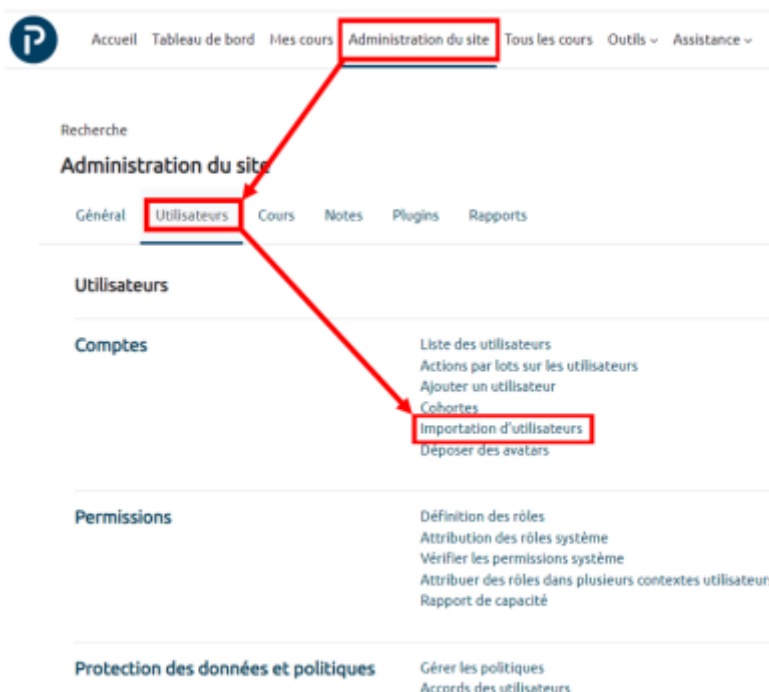 Accueil Tableau de bord Mes cours Administration du site Tous les cours Outils Assistance
Recherche
Administration du site
Général Utilisateurs Cours Notes Plugins Rapports
Utilisateurs
Comptes
Liste des utilisateurs
Actions par lots sur les utilisateurs
Ajouter un utilisateur
Cohortes
Importation d'utilisateurs
Déposer des avatars
Permissions
Définition des rôles
Attribution des rôles système
Vérifier les permissions système
Attribuer des rôles dans plusieurs contextes utilisateurs
Rapport de capacité
Protection des données et politiques
Gérer les politiques
Accords des utilisateurs